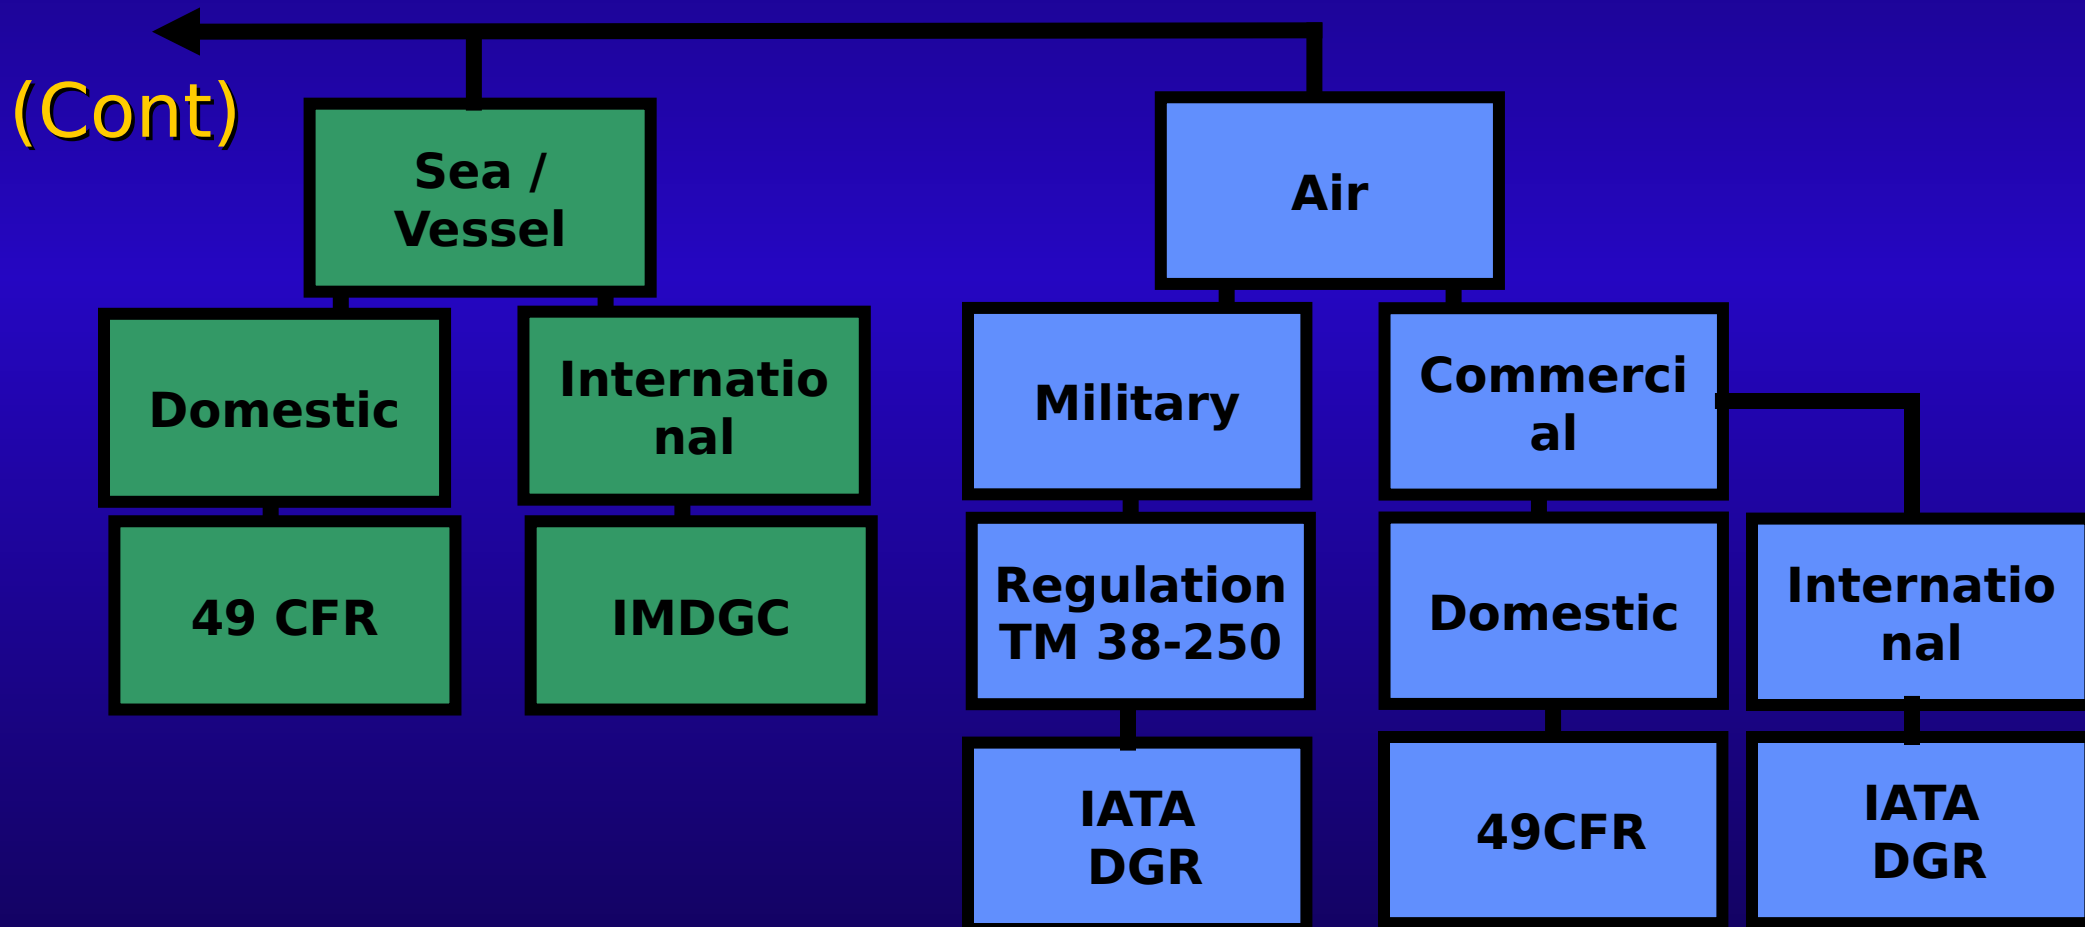 (Cont)
Sea /
Vessel
Air
Domestic
Internatio
nal
Military
Commerci
al
49 CFR
IMDGC
Regulation
TM 38-250
Domestic
Internatio
nal
IATA
DGR
49CFR
IATA
DGR